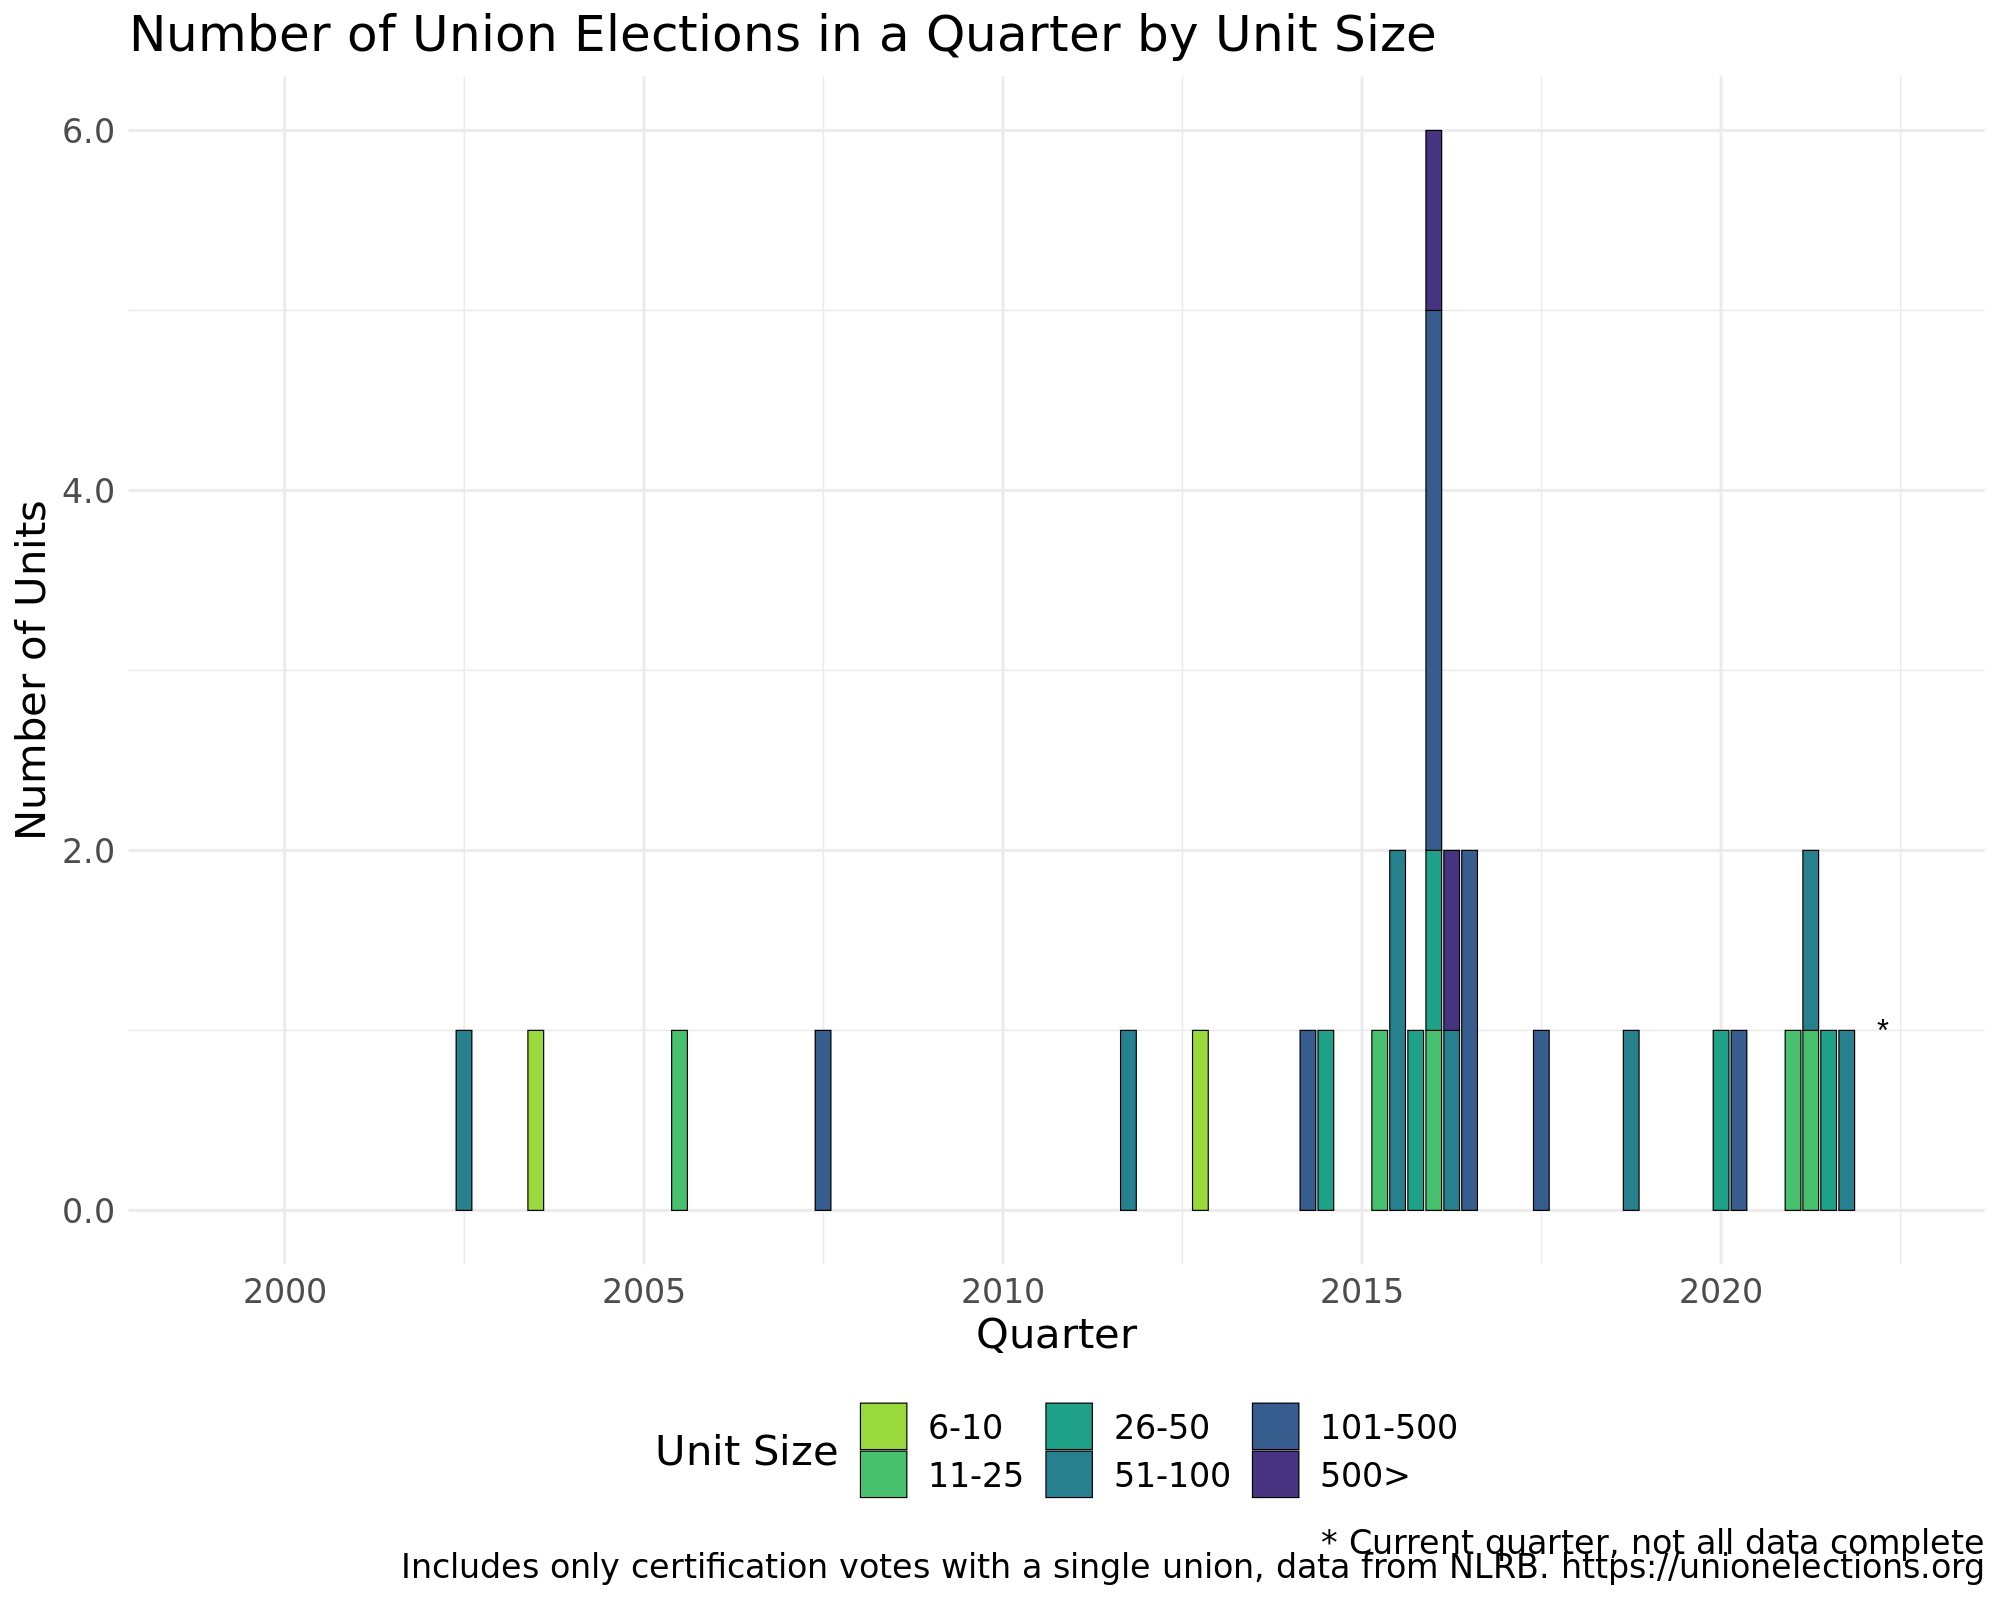 Number of Union Elections in a Quarter by Unit Size
Number of Units
6.0
4.0
2.0
0.0
*
2000 2005 2010 2015 2020
Quarter
Unit Size
6-10 26-50 101-500
11-25 51-100 500>
* Current quarter, not all data complete
Includes only certification votes with a single union, data from NLRB. https://unionelections.org